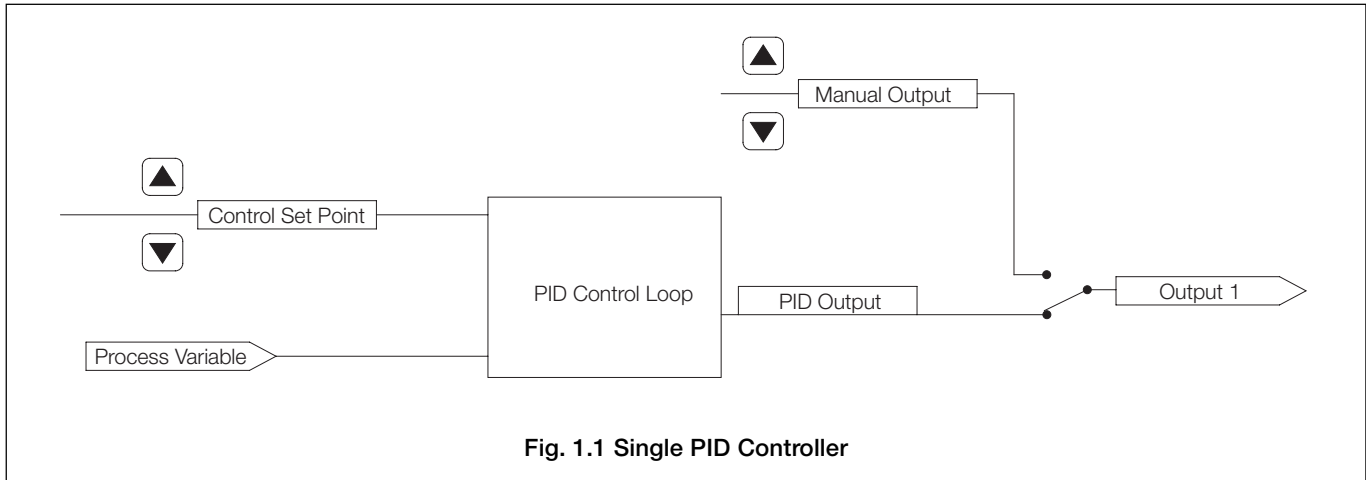 Manual Output
Control Set Point
PID Control Loop
PID Output
Output 1
Process Variable
Fig. 1.1 Single PID Controller